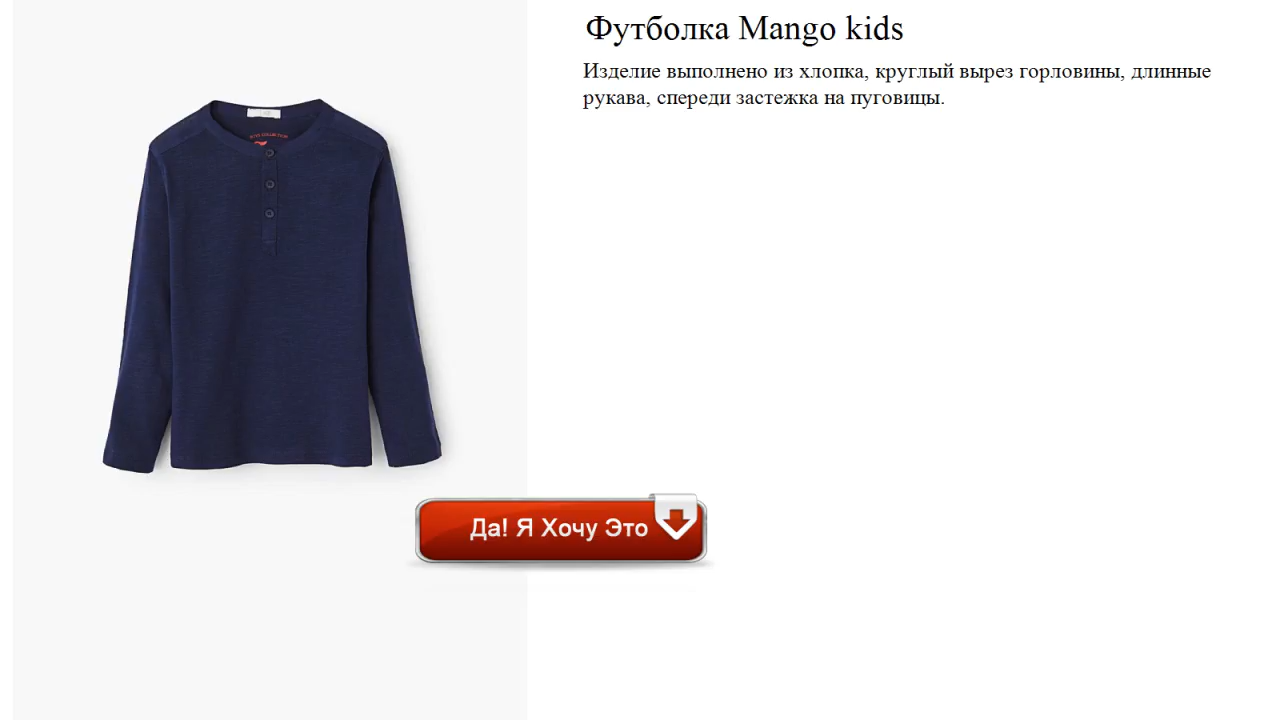 Футболка Mango kids
Изделие выполнено из хлопка, круглый вырез горловины, длинные
рукава, спереди застежка на пуговицы.
Да! Я Хочу Это